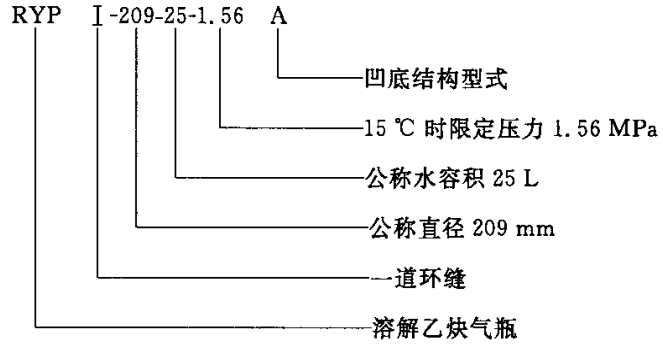 RYP I-209-25-1.56 A
凹底结构型式
15 ℃ 时限定压力 1.56 MPa
公称水容积 25 L
公称直径 209 mm
一道环缝
溶解乙炔气瓶